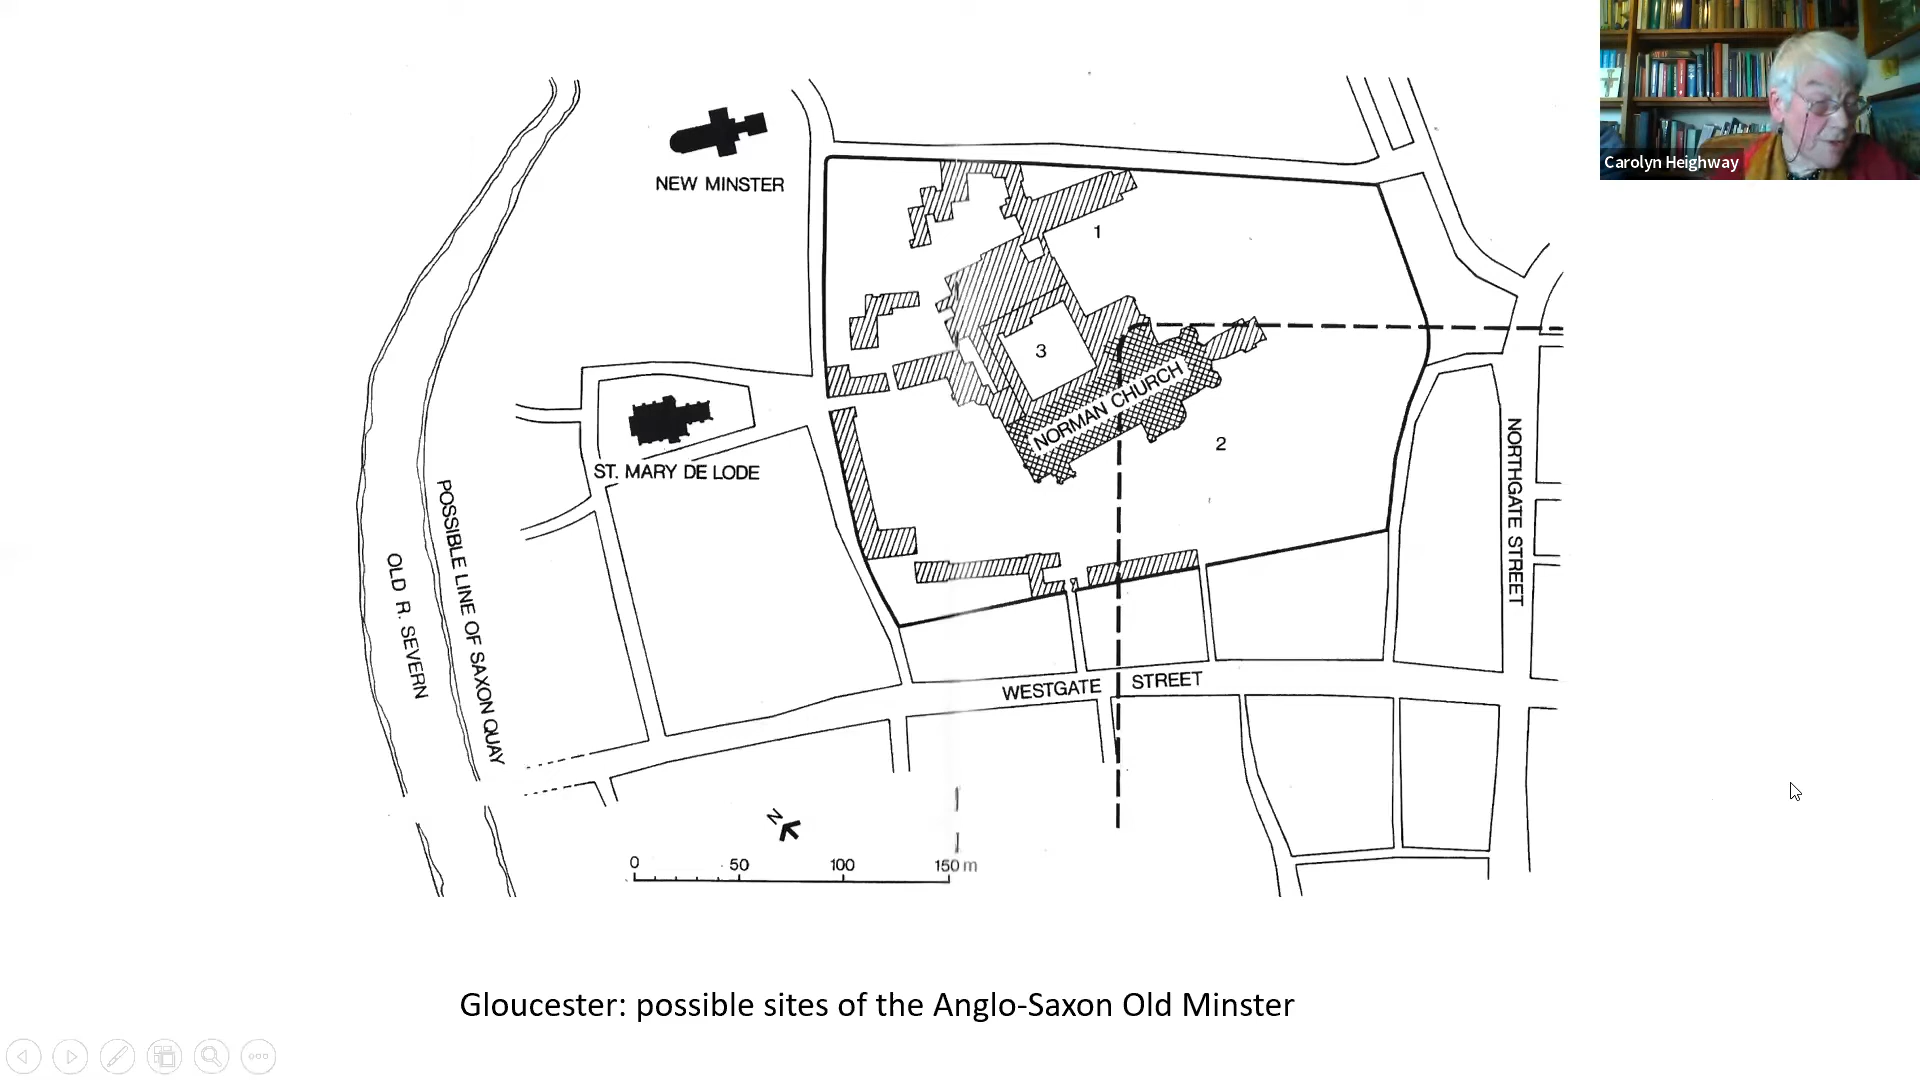 Carolyn Heighway
NEW MINSTER
1
3
NORMAN CHURCH
2
ST. MARY DE LODE
NORTHGATE STREET
POSSIBLE LINE OF SAXON QUAY
OLD R. SEVERN
WESTGATE STREET
N
0 50 100 150 m
Gloucester: possible sites of the Anglo-Saxon Old Minster